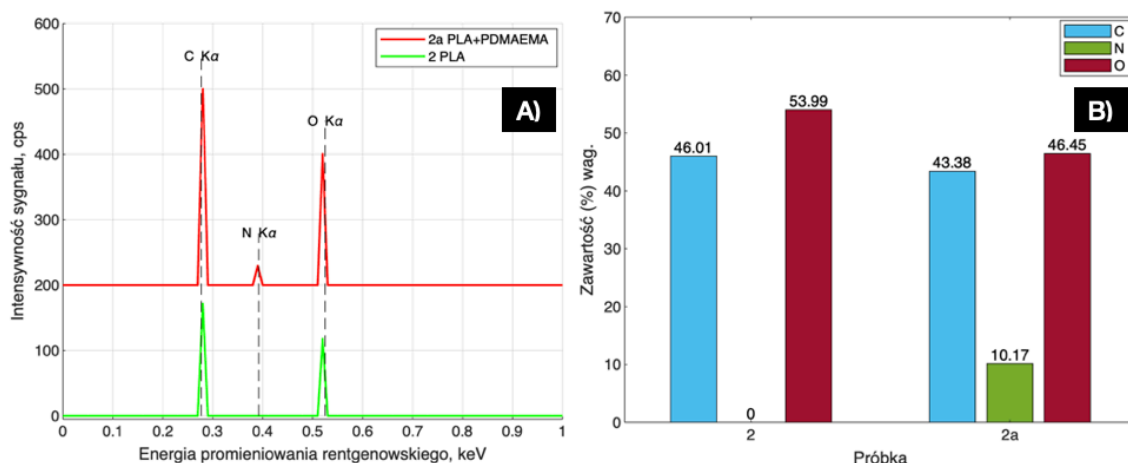 600
500
400
300
200
100
0
Intensywność sygnału, cps
C Kα
N Kα
O Kα
2a PLA+PDMAEMA
2 PLA
A)
0 0.1 0.2 0.3 0.4 0.5 0.6 0.7 0.8 0.9 1
Energia promieniowania rentgenowskiego, keV
70
60
50
40
30
20
10
0
Zawartość (%) wag.
C
N
O
B)
46.01
0
53.99
43.38
10.17
46.45
2 2a
Próbka